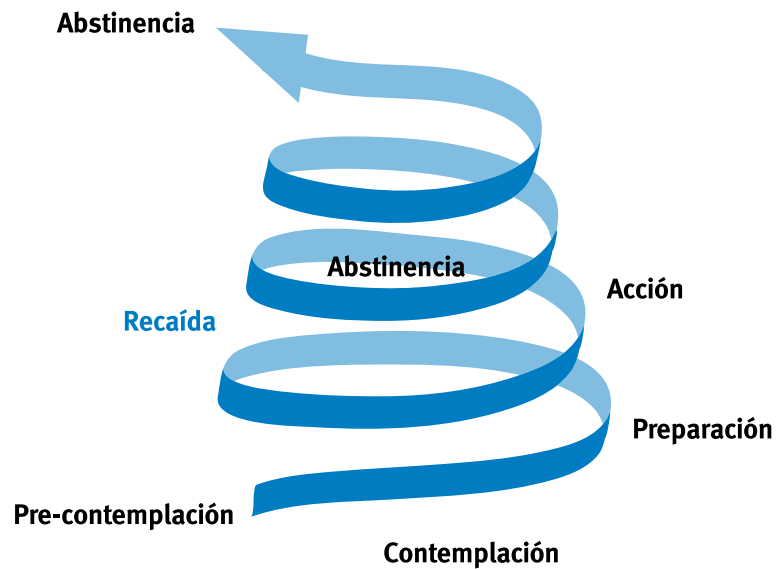 Abstinencia
Abstinencia
Acción
Recaída
Preparación
Pre-contemplación
Contemplación